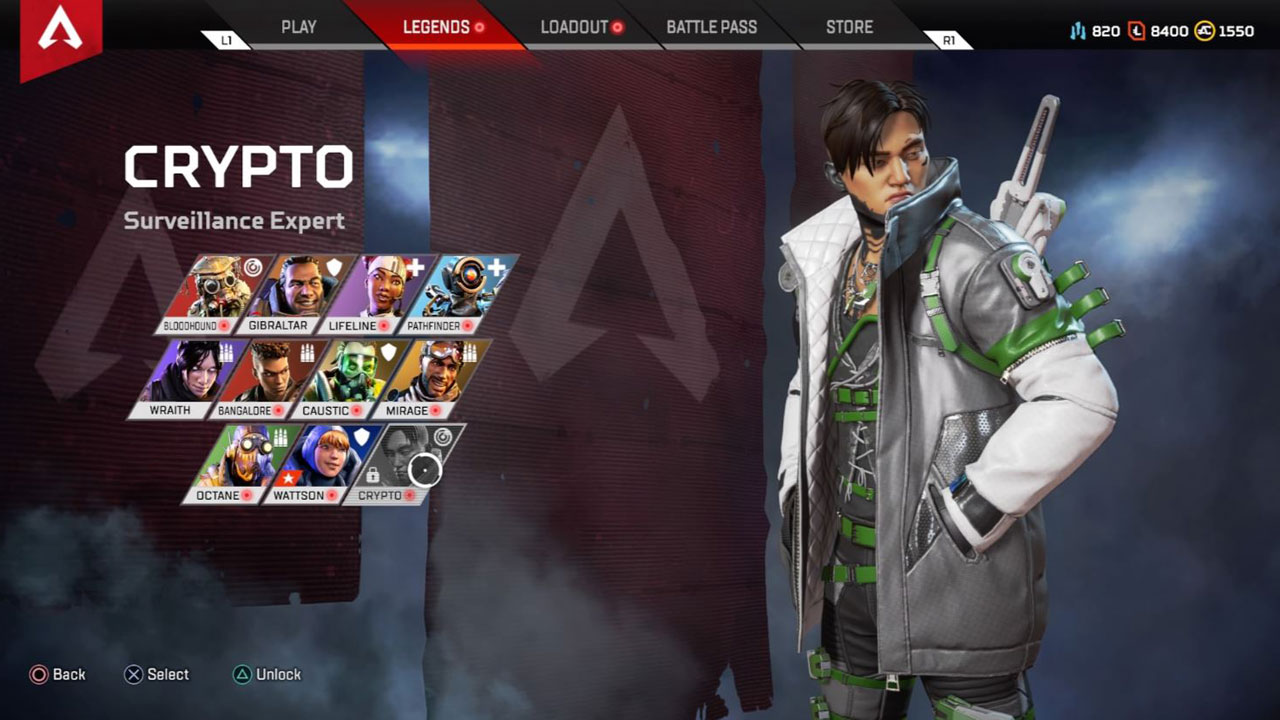 L1
PLAY
LEGENDS
LOADOUT
BATTLE PASS
STORE
R1
820 8400 1550
CRYPTO
Surveillance Expert
BLOODHOUND GIBRALTAR LIFELINE PATHFINDER
WRAITH BANGALORE CAUSTIC MIRAGE
OCTANE WATTSON CRYPTO
Back Select Unlock